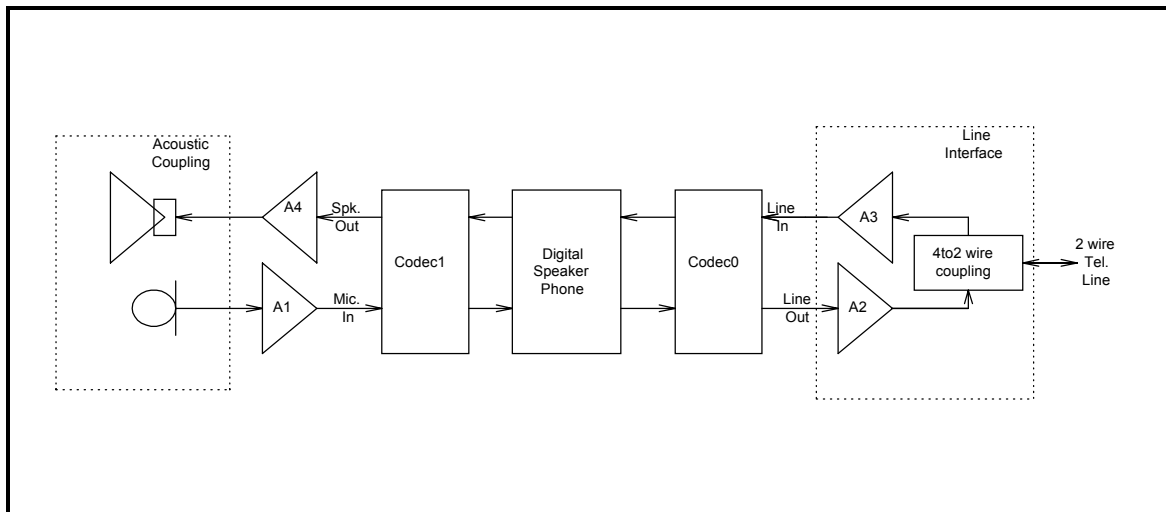 Acoustic
Coupling
Line
Interface
A4
Spk.
Out
Codec1
Digital
Speaker
Phone
Codec0
Line
In
A3
4to2 wire
coupling
2 wire
Tel.
Line
A1
Mic.
In
Line
Out
A2